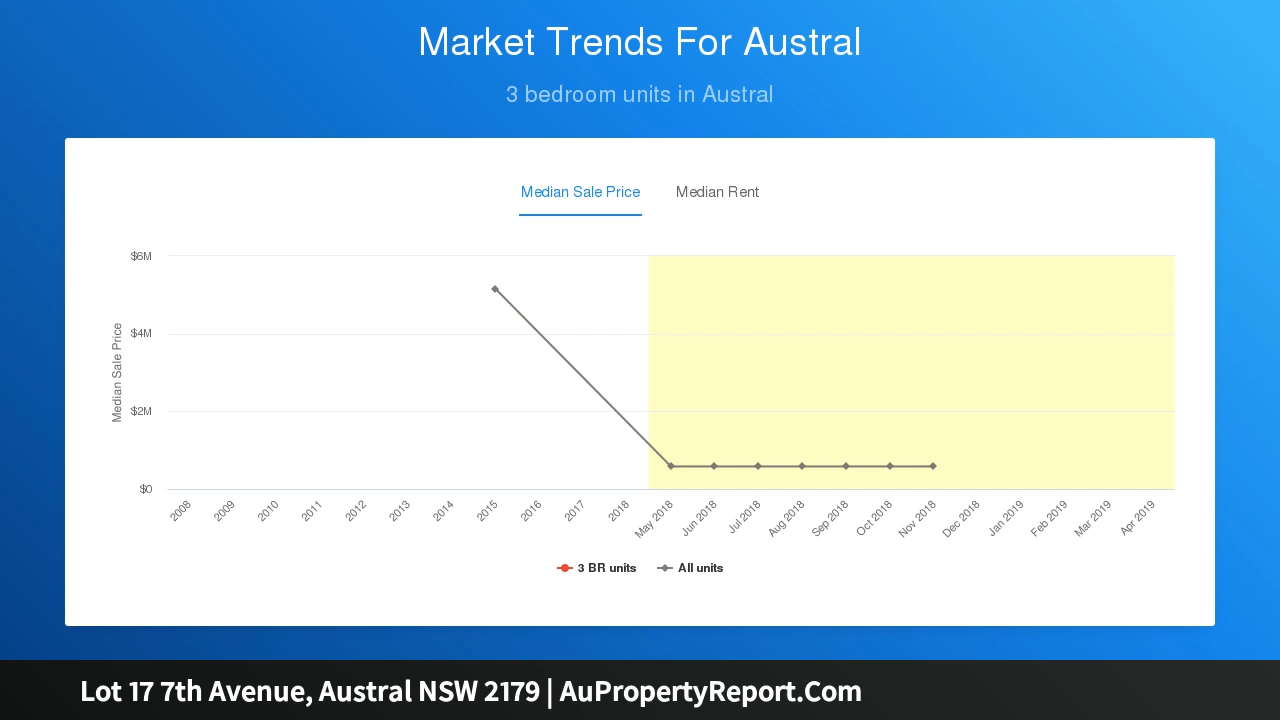 Market Trends For Austral
3 bedroom units in Austral
Median Sale Price
Median Rent
Median Sale Price
$6M
$4M
$2M
$0
2008
2009
2010
2011
2012
2013
2014
2015
2016
2017
2018
May 2018
Jun 2018
Jul 2018
Aug 2018
Sep 2018
Oct 2018
Nov 2018
Dec 2018
Jan 2019
Feb 2019
Mar 2019
Apr 2019
3 BR units
All units
Lot 17 7th Avenue, Austral NSW 2179 | AuPropertyReport.Com